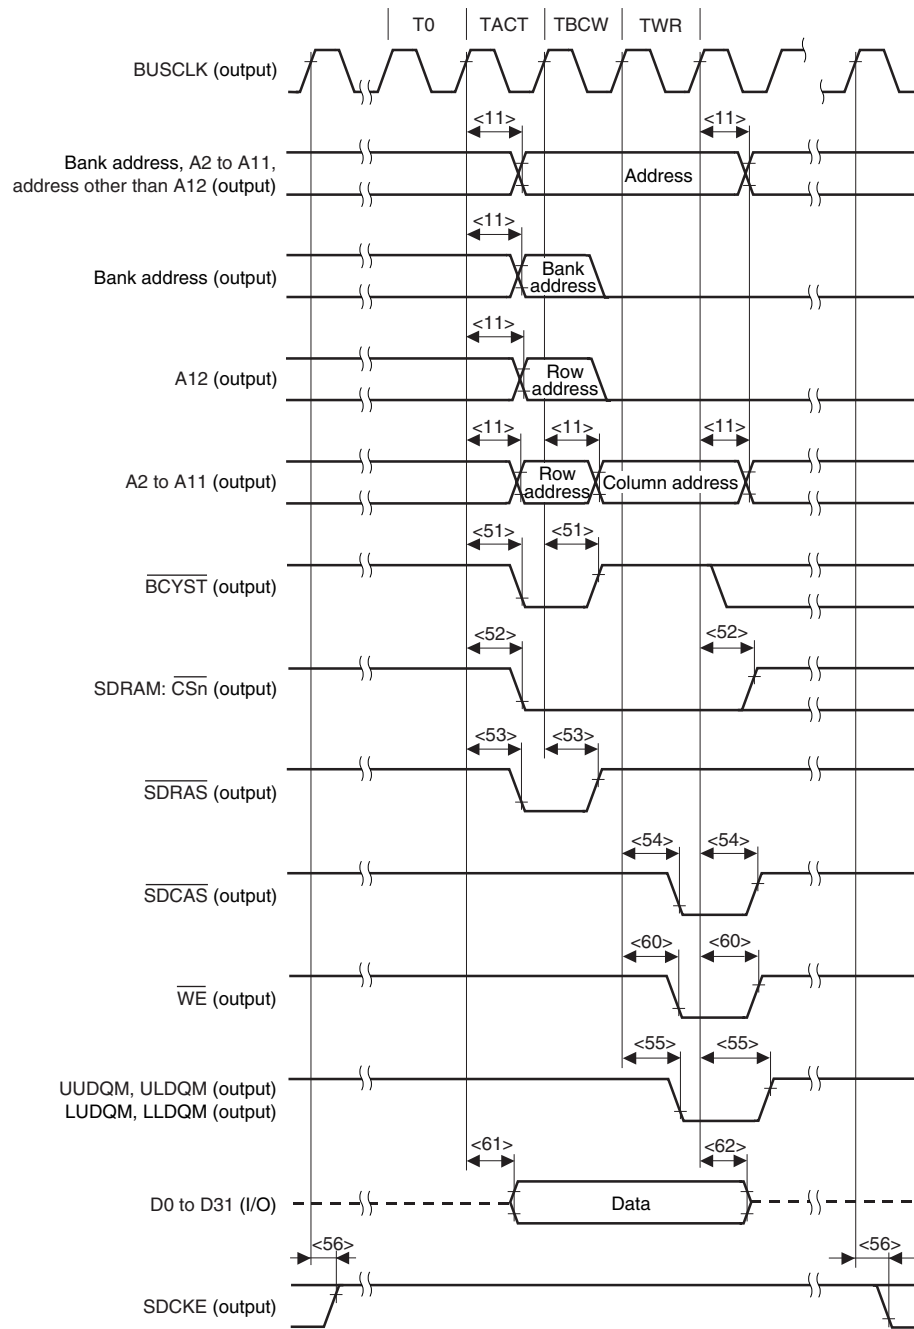 T0 TACT TBCW TWR
BUSCLK (output)
<11> <11>
Bank address, A2 to A11,
address other than A12 (output)
Address
<11>
Bank address (output)
Bank
address
<11>
A12 (output)
Row
address
<11> <11> <11>
A2 to A11 (output)
Row
address
Column address
<51> <51>
BCYST (output)
<52> <52>
SDRAM: CSn (output)
<53> <53>
SDRAS (output)
<54> <54>
SDCAS (output)
<60> <60>
WE (output)
<55> <55>
UUDQM, ULDQM (output)
LUDQM, LLDQM (output)
<61> <62>
D0 to D31 (I/O)
Data
<56> <56>
SDCKE (output)